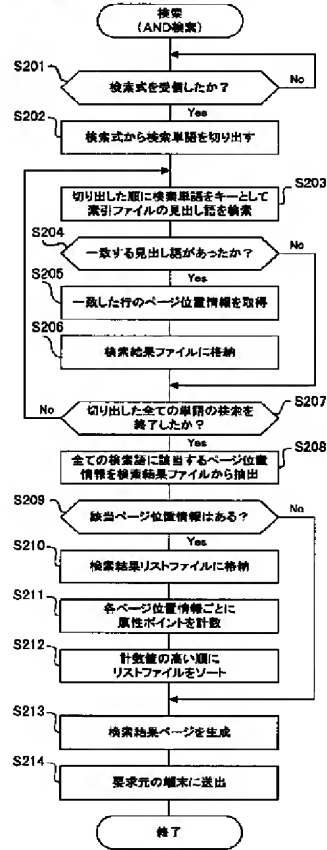 検索
(AND検索)
S201
検索式を受信したか？
No
Yes
S202
検索式から検索単語を切り出す
切り出した順に検索単語をキーとして
索引ファイルの見出し語を検索
S203
S204
一致する見出し語があったか？
No
Yes
S205
一致した行のページ位置情報を取得
S206
検索結果ファイルに格納
No
切り出した全ての単語の検索を
終了したか？
S207
Yes
S208
全ての検索語に該当するページ位置
情報を検索結果ファイルから抽出
S209
該当ページ位置情報はある？
No
Yes
S210
検索結果リストファイルに格納
S211
各ページ位置情報ごとに
属性ポイントを計数
S212
計数値の高い順に
リストファイルをソート
S213
検索結果ページを生成
S214
要求元の端末に送出
終了